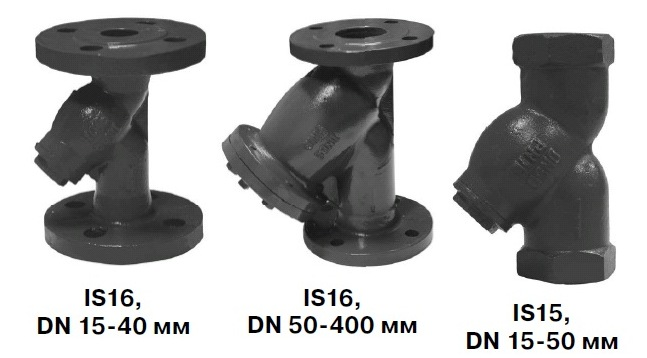 IS16,
DN 15-40 мм
IS16,
DN 50-400 мм
IS15,
DN 15-50 мм